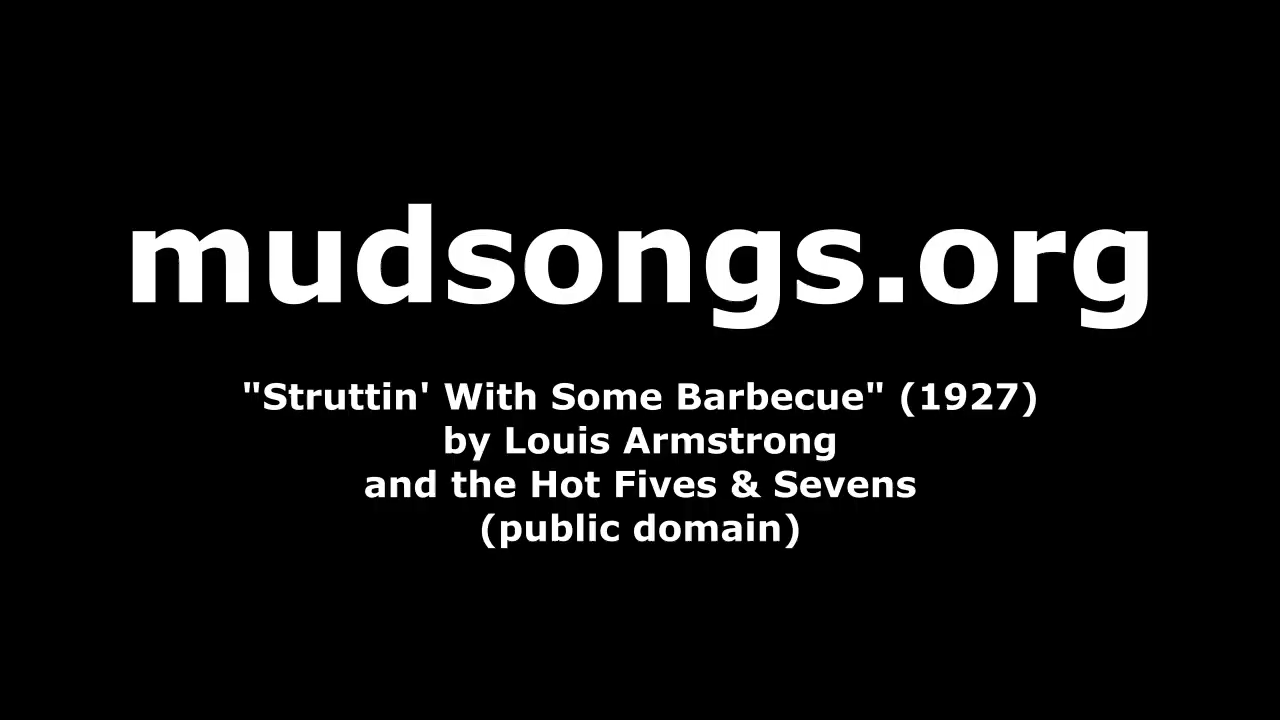 mudsongs.org
"Struttin' With Some Barbecue" (1927)
by Louis Armstrong
and the Hot Fives & Sevens
(public domain)